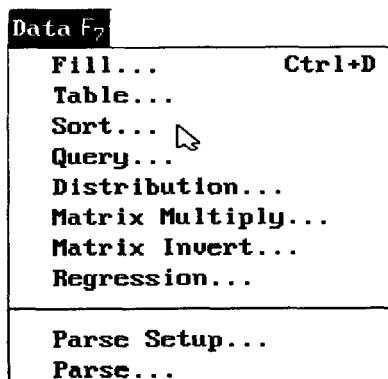 Data F7
Fill... Ctrl+D
Table...
Sort...
Query...
Distribution...
Matrix Multiply...
Matrix Invert...
Regression...
Parse Setup...
Parse...